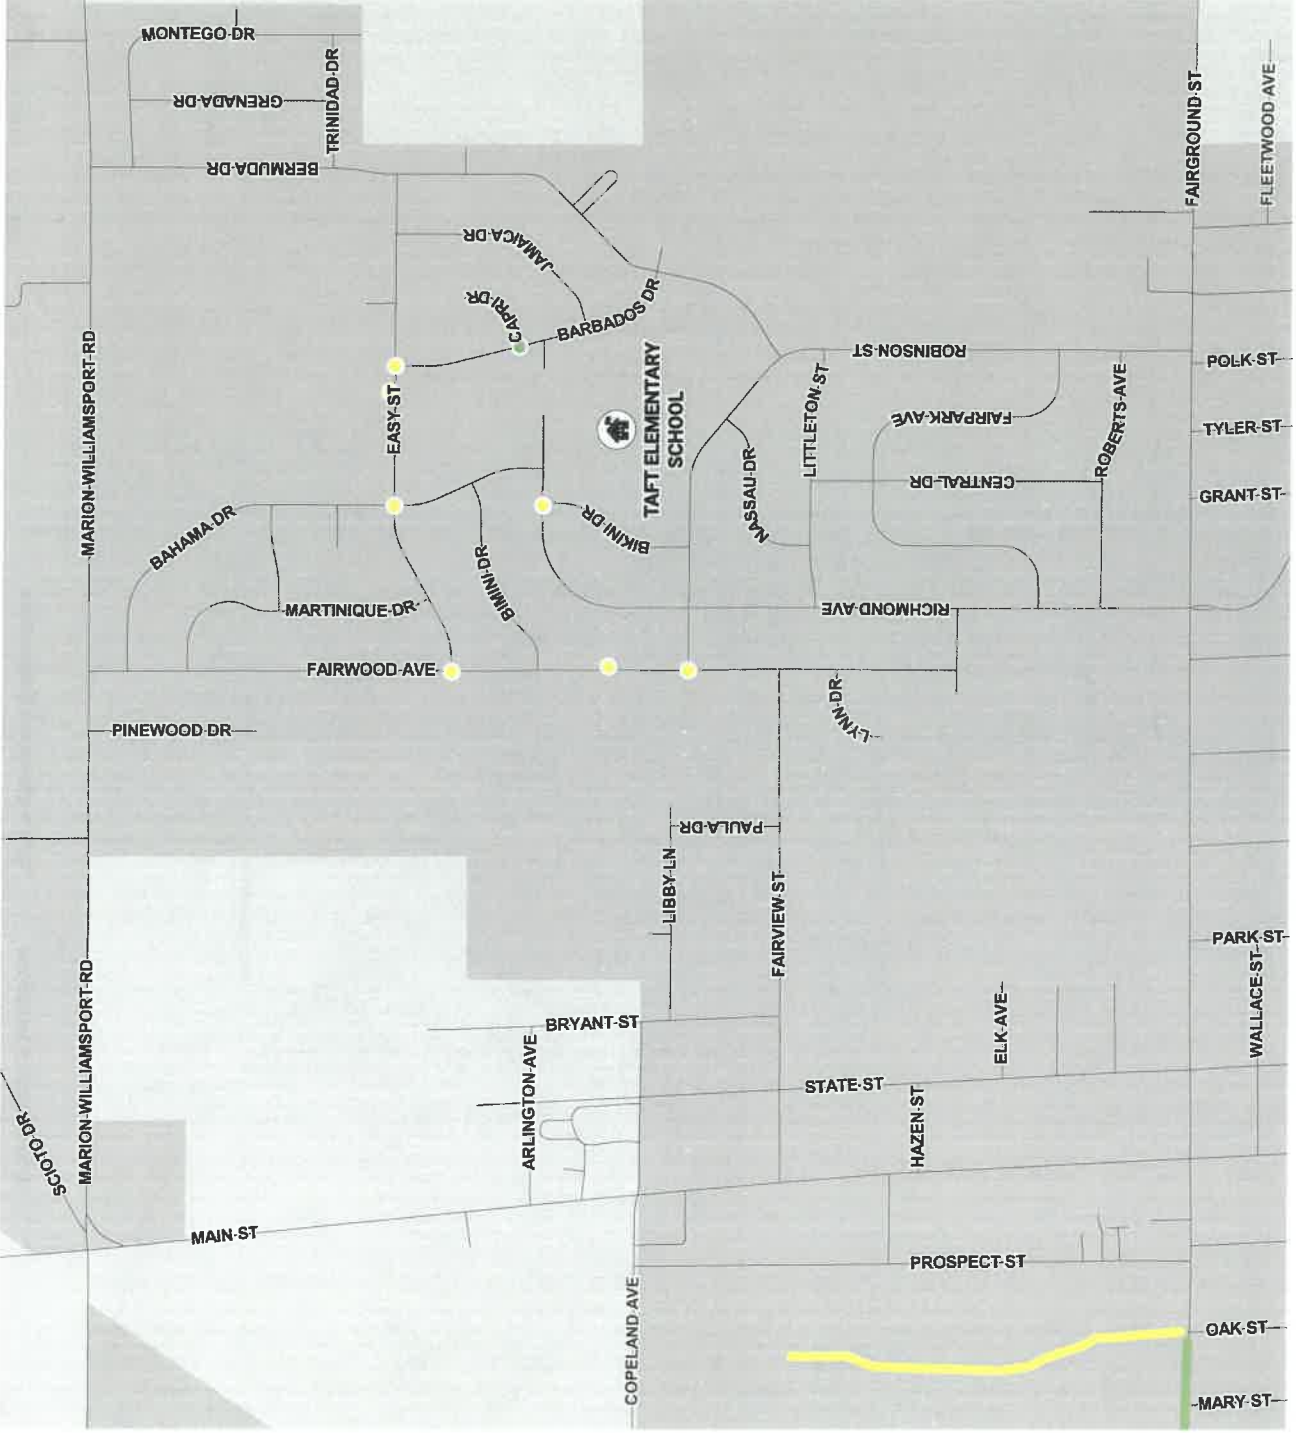 MONTEGO DR
TRINIDAD DR
GRENADA DR
BERMUDA DR
FAIRGROUND ST
FLEETWOOD AVE
JAMAICA DR
CAPRI DR
BARBADOS DR
MARION-WILLIAMSPORT RD
EASY ST
TAFT ELEMENTARY
SCHOOL
ROBINSON ST
POLK ST
LITTLETON ST
FAIRPARK AVE
ROBERTS AVE
TYLER ST
CENTRAL DR
GRANT ST
BAHAMA DR
NASSAU DR
BIKINI DR
BIMINI DR
MARTINIQUE DR
RICHMOND AVE
FAIRWOOD AVE
LYNN DR
PINEWOOD DR
PAULA DR
LIBBY LN
FAIRVIEW ST
PARK ST
MARION-WILLIAMSPORT RD
BRYANT ST
ELK AVE
WALLACE ST
ARLINGTON AVE
STATE ST
HAZEN ST
SCIOTO DR
MAIN ST
PROSPECT ST
COPELAND AVE
OAK ST
MARY ST